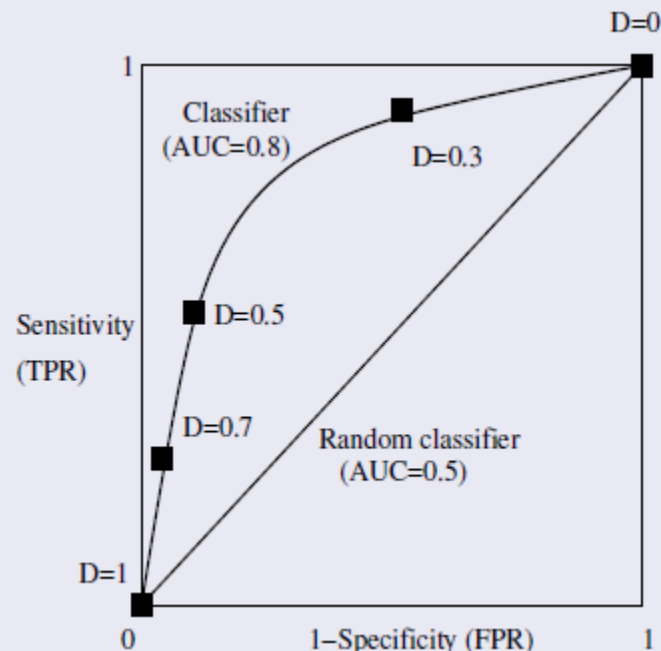 D=0
1
Classifier
(AUC=0.8)
D=0.3
Sensitivity
(TPR)
D=0.5
D=0.7
Random classifier
(AUC=0.5)
D=1
0
1−Specificity (FPR)
1